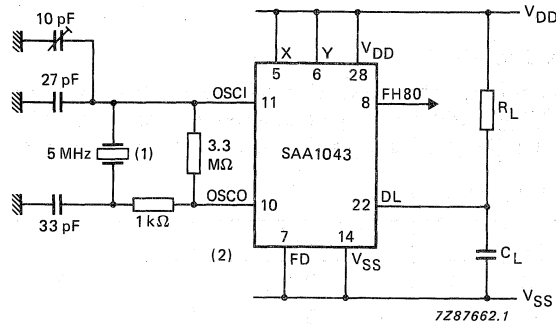 10 pF
V_DD
X
Y
V_DD
5
6
28
27 pF
OSCI
11
8
FH80
R_L
5 MHz
(1)
3.3
MΩ
SAA1043
OSCO
10
22
DL
33 pF
1 kΩ
(2)
7
14
FD
V_SS
C_L
V_SS
7Z87662.1